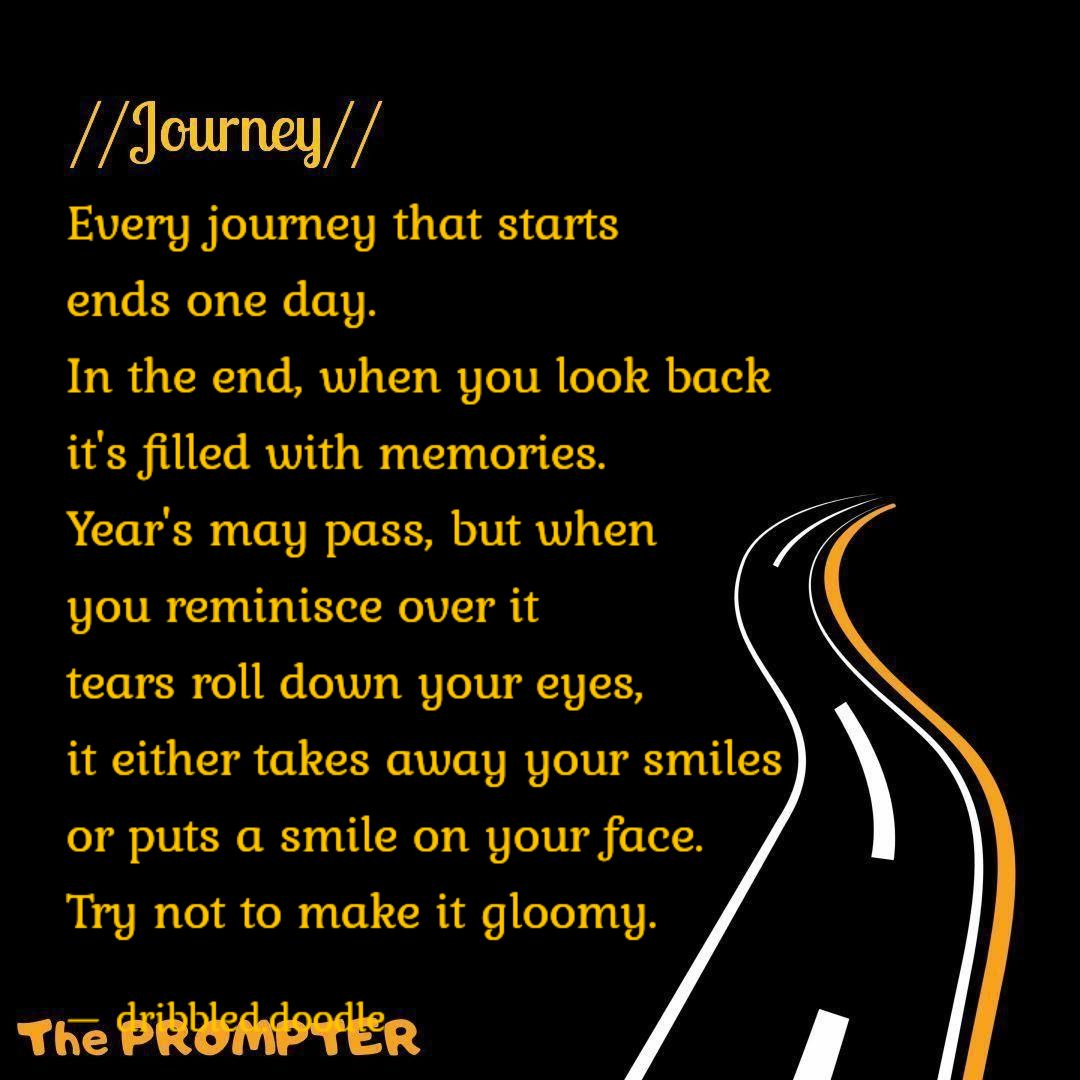 //Journey//
Every journey that starts
ends one day.
In the end, when you look back
it's filled with memories.
Year's may pass, but when
you reminisce over it
tears roll down your eyes,
it either takes away your smiles
or puts a smile on your face.
Try not to make it gloomy.
— dribbled.doodle
The PROMPTER